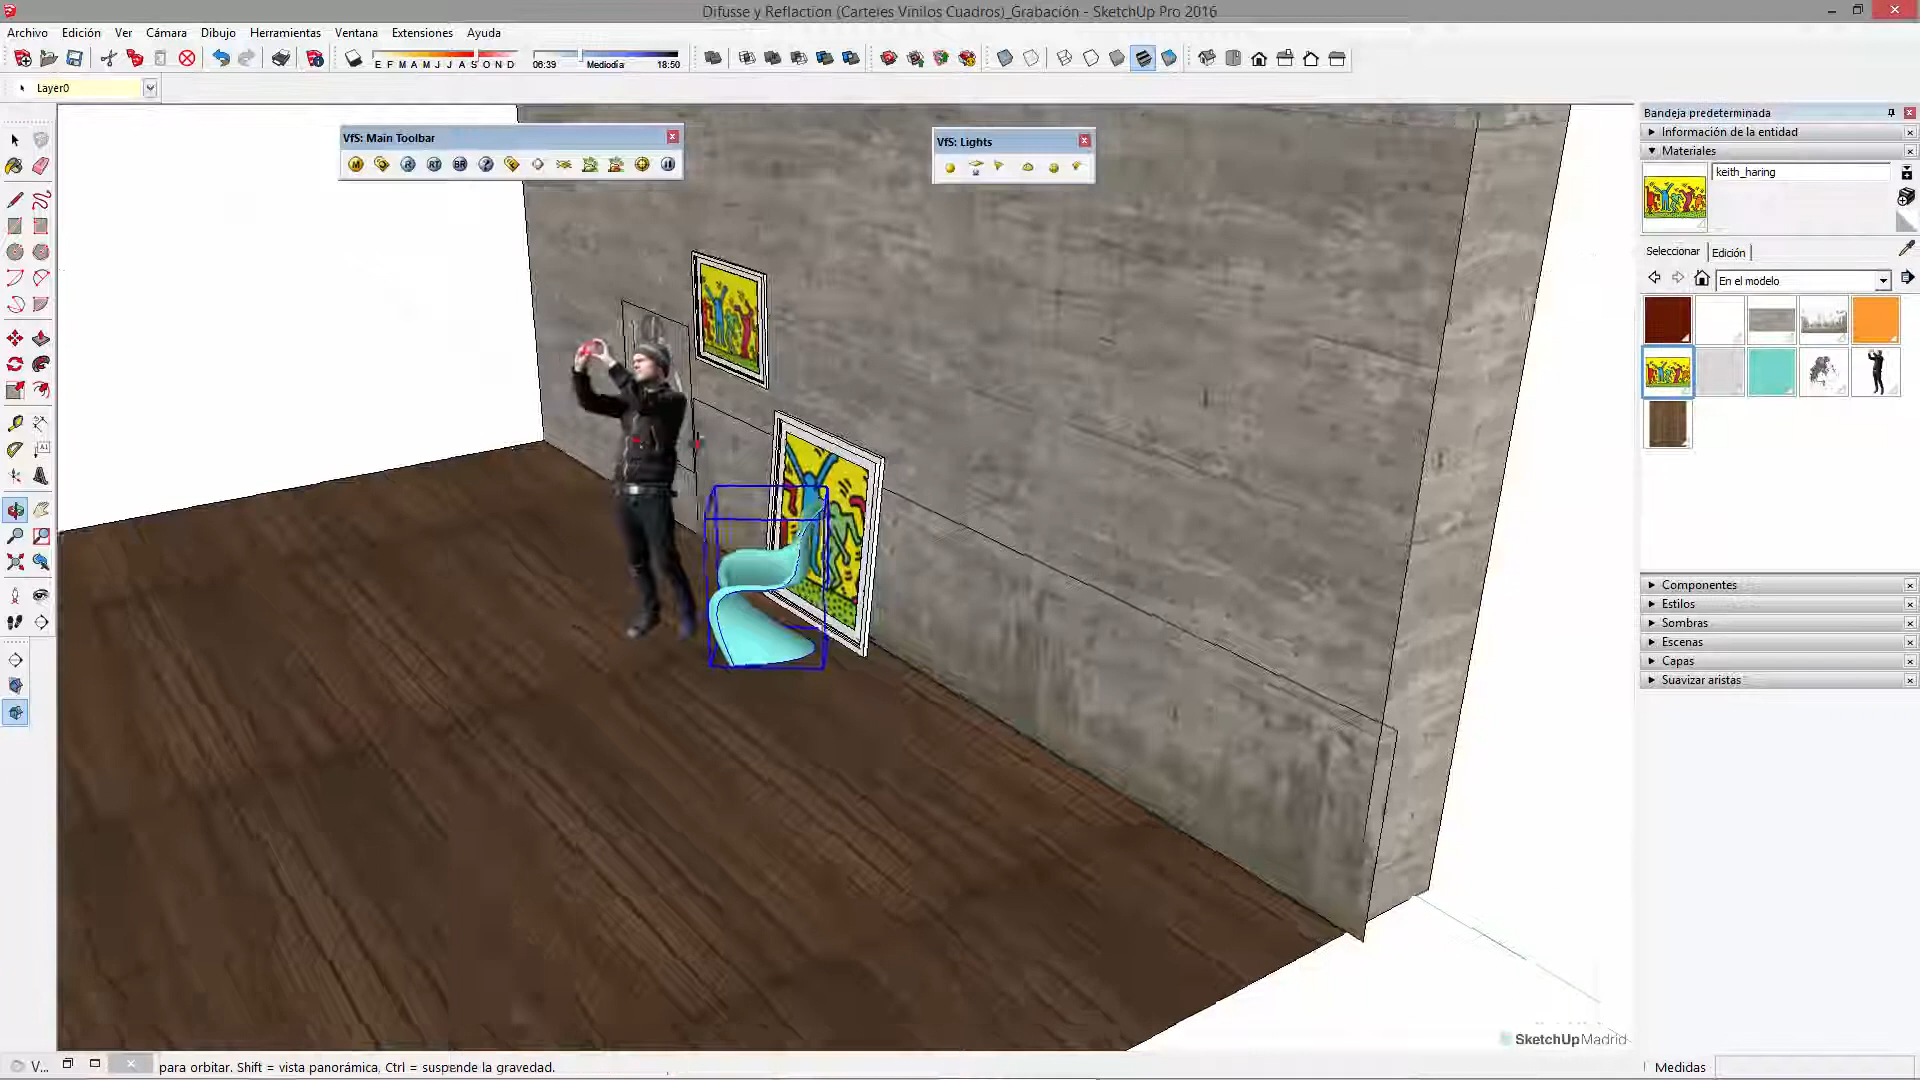 Difusse y Reflaction (Carteles Vinilos Cuadros)_Grabación - SketchUp Pro 2016
Archivo Edición Ver Cámara Dibujo Herramientas Ventana Extensiones Ayuda
E F M A M J J A S O N D 06:39 Mediodía 18:50
Layer0
VfS: Main Toolbar
M R RT BR
VfS: Lights
Bandeja predeterminada
Información de la entidad
Materiales
keith_haring
Seleccionar Edición
En el modelo
Componentes
Estilos
Sombras
Escenas
Capas
Suavizar aristas
SketchUpMadrid
V... para orbitar. Shift = vista panorámica, Ctrl = suspende la gravedad.
Medidas